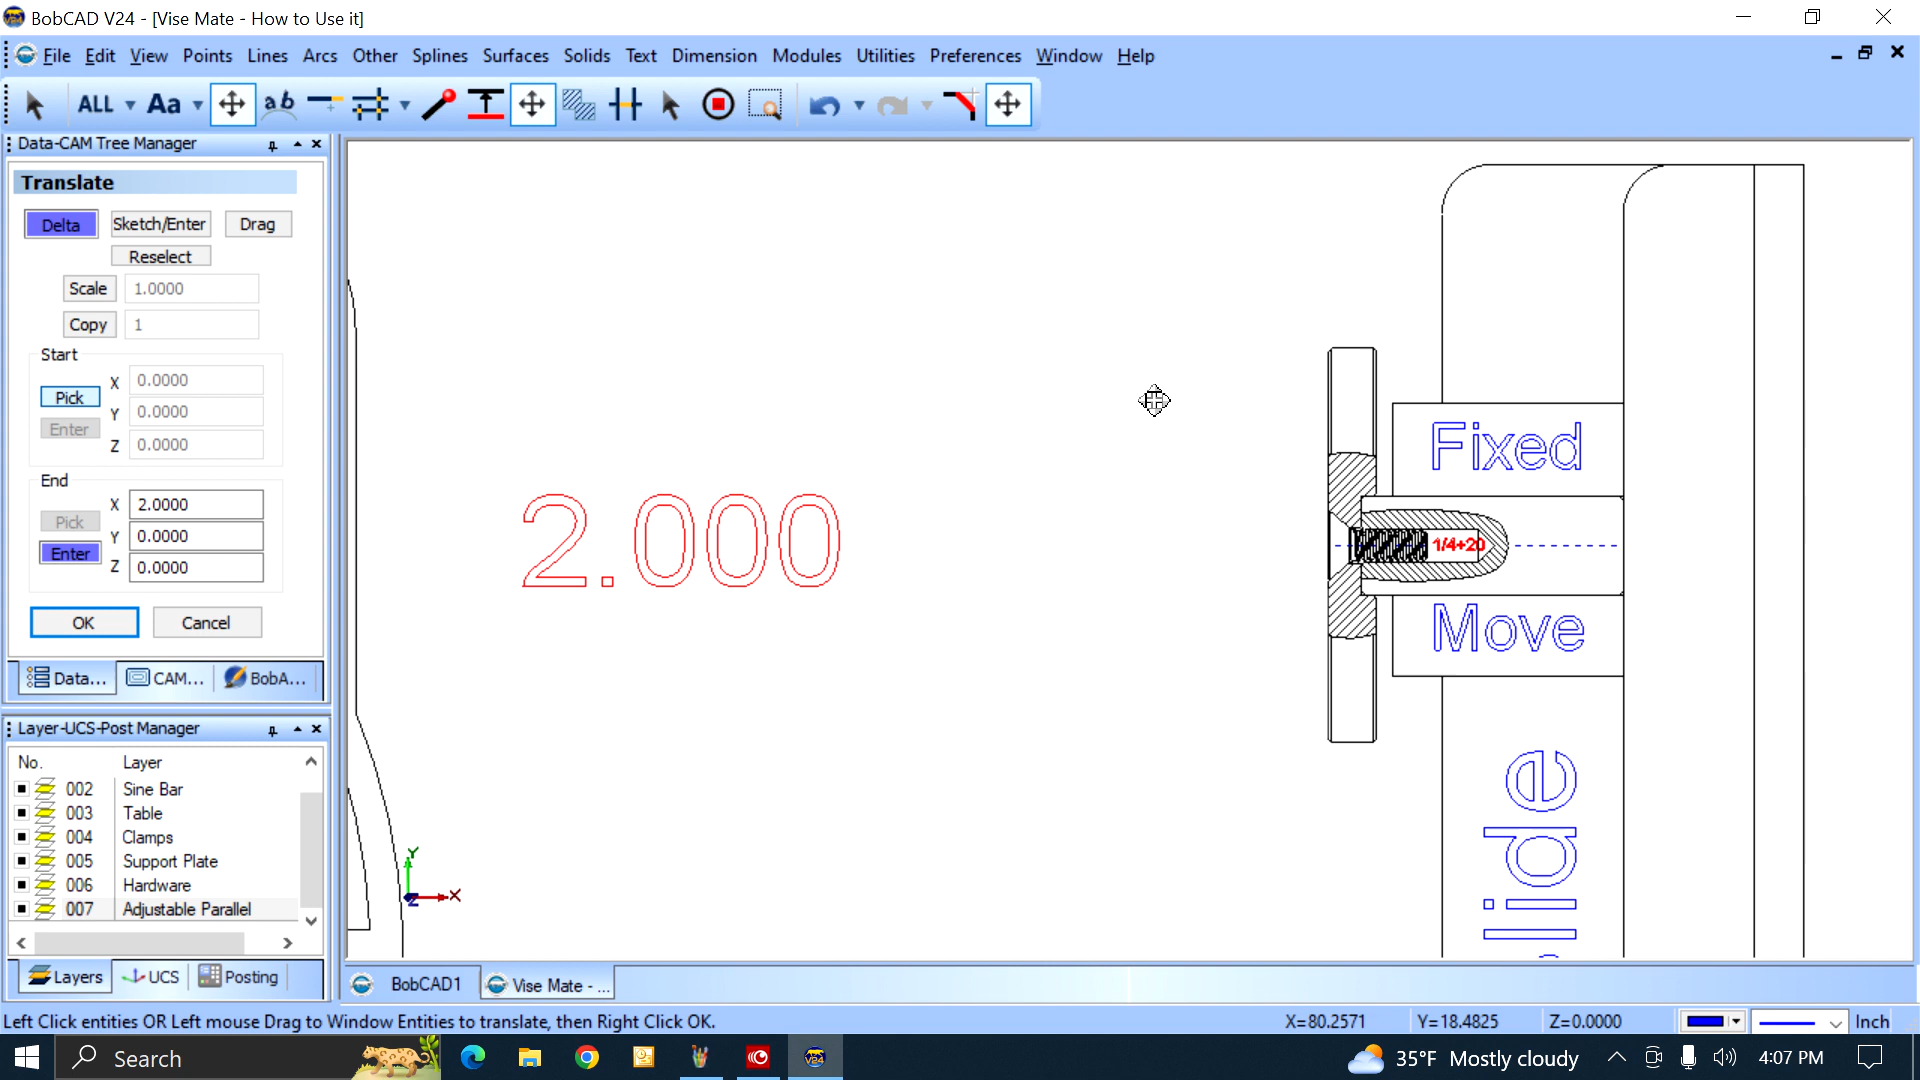 BobCAD V24 - [Vise Mate - How to Use it]
File Edit View Points Lines Arcs Other Splines Surfaces Solids Text Dimension Modules Utilities Preferences Window Help
ALL Aa ab
Data-CAM Tree Manager
Translate
Delta Sketch/Enter Drag
Reselect
Scale 1.0000
Copy 1
Start
Pick X 0.0000
Y 0.0000
Enter
Z 0.0000
End
X 2.0000
Pick
Y 0.0000
Enter
Z 0.0000
OK Cancel
Data... CAM... BobA...
Layer-UCS-Post Manager
No. Layer
002 Sine Bar
003 Table
004 Clamps
005 Support Plate
006 Hardware
007 Adjustable Parallel
Layers UCS Posting
2.000
Fixed
1/4+20
Move
lide
Y
Z X
BobCAD1 Vise Mate - ...
Left Click entities OR Left mouse Drag to Window Entities to translate, then Right Click OK.
X=80.2571 Y=18.4825 Z=0.0000 Inch
Search
V24
35°F Mostly cloudy 4:07 PM